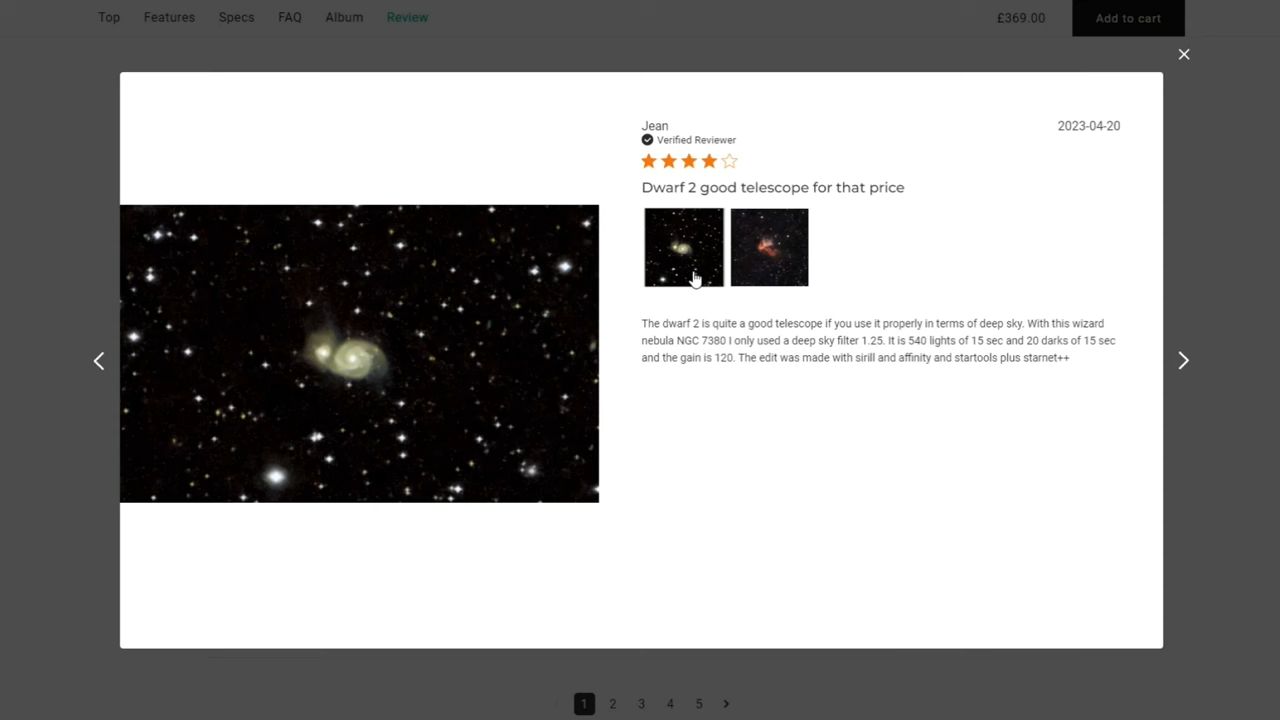 Top Features Specs FAQ Album Review £369.00 Add to cart
Jean 2023-04-20
Verified Reviewer
Dwarf 2 good telescope for that price
The dwarf 2 is quite a good telescope if you use it properly in terms of deep sky. With this wizard
nebula NGC 7380 I only used a deep sky filter 1.25. It is 540 lights of 15 sec and 20 darks of 15 sec
and the gain is 120. The edit was made with sirill and affinity and startools plus starnet++
1 2 3 4 5